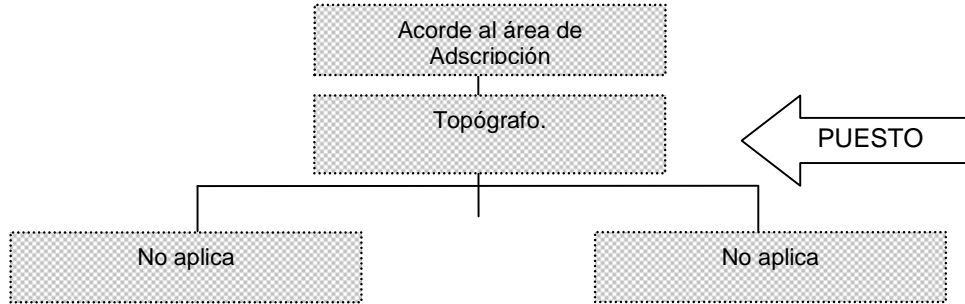 Acorde al área de
Adscripción
Topógrafo.
PUESTO
No aplica
No aplica